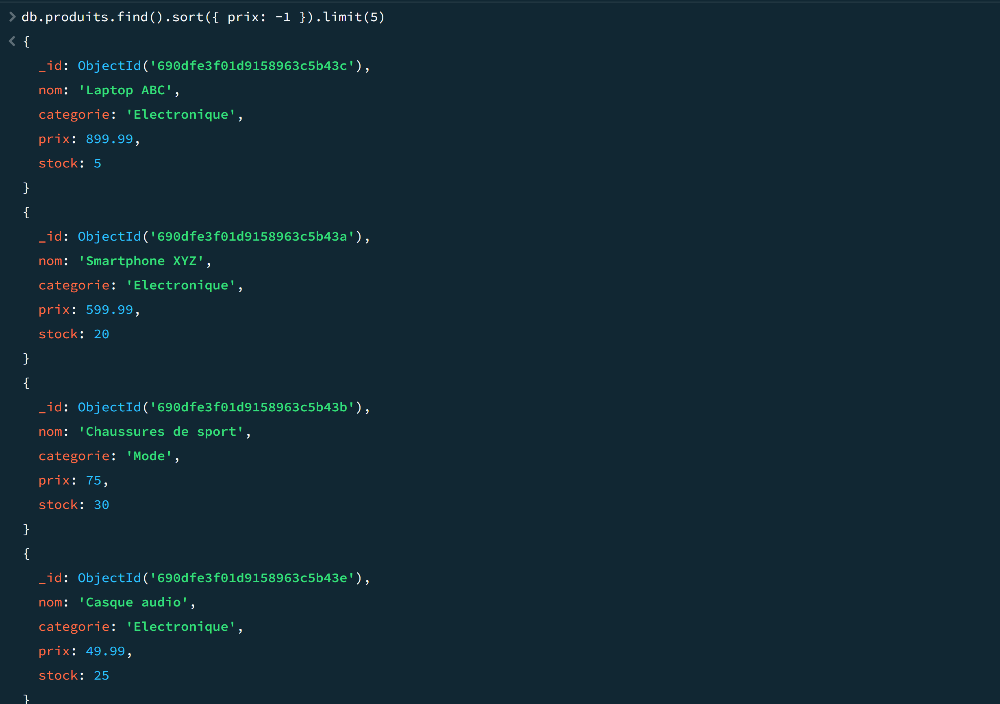 > db.produits.find().sort({ prix: -1 }).limit(5)
< {
_id: ObjectId('690dfe3f01d9158963c5b43c'),
nom: 'Laptop ABC',
categorie: 'Electronique',
prix: 899.99,
stock: 5
}
{
_id: ObjectId('690dfe3f01d9158963c5b43a'),
nom: 'Smartphone XYZ',
categorie: 'Electronique',
prix: 599.99,
stock: 20
}
{
_id: ObjectId('690dfe3f01d9158963c5b43b'),
nom: 'Chaussures de sport',
categorie: 'Mode',
prix: 75,
stock: 30
}
{
_id: ObjectId('690dfe3f01d9158963c5b43e'),
nom: 'Casque audio',
categorie: 'Electronique',
prix: 49.99,
stock: 25
}